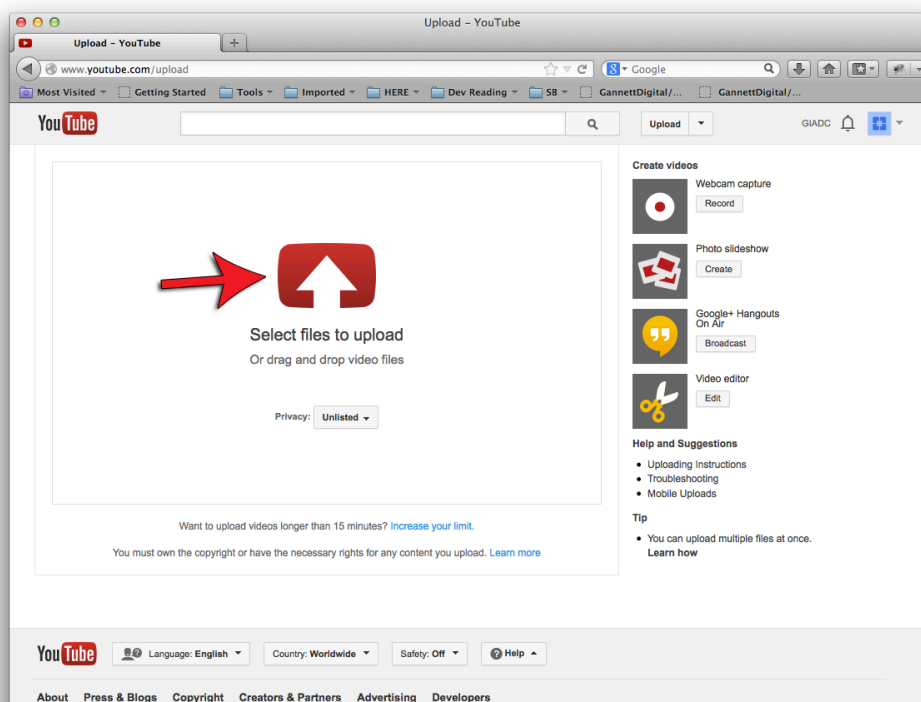 Upload – YouTube
Upload – YouTube
www.youtube.com/upload
Google
Most Visited
Getting Started
Tools
Imported
HERE
Dev Reading
SB
GannettDigital/...
GannettDigital/...
YouTube
Upload
GIADC
Select files to upload
Or drag and drop video files
Privacy: Unlisted
Want to upload videos longer than 15 minutes? Increase your limit.
You must own the copyright or have the necessary rights for any content you upload. Learn more
Create videos
Webcam capture
Record
Photo slideshow
Create
Google+ Hangouts
On Air
Broadcast
Video editor
Edit
Help and Suggestions
Uploading Instructions
Troubleshooting
Mobile Uploads
Tip
You can upload multiple files at once.
Learn how
YouTube
Language: English
Country: Worldwide
Safety: Off
Help
About Press & Blogs Copyright Creators & Partners Advertising Developers